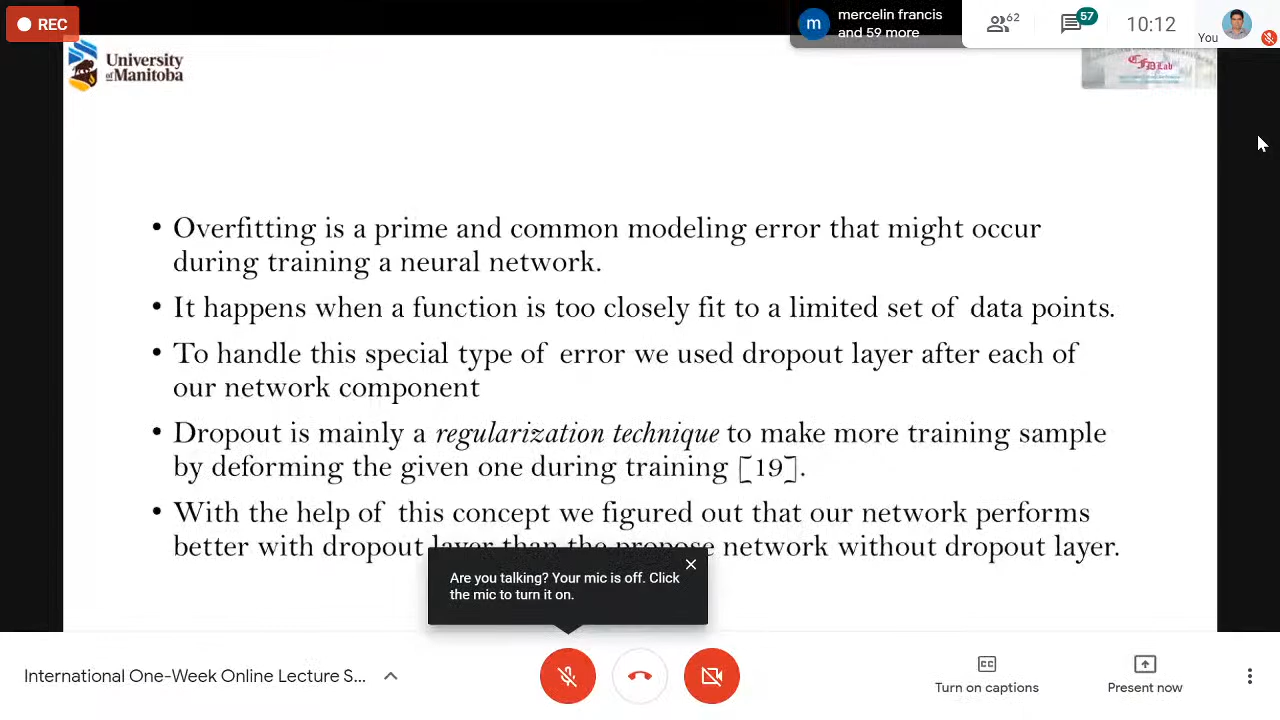 REC
mercelin francis
and 59 more
m
62
57
10:12
You
University
of Manitoba
CFDLab
• Overfitting is a prime and common modeling error that might occur
during training a neural network.
• It happens when a function is too closely fit to a limited set of data points.
• To handle this special type of error we used dropout layer after each of
our network component
• Dropout is mainly a regularization technique to make more training sample
by deforming the given one during training [19].
• With the help of this concept we figured out that our network performs
better with dropout layer than the propose network without dropout layer.
Are you talking? Your mic is off. Click
the mic to turn it on.
International One-Week Online Lecture S...
Turn on captions
Present now